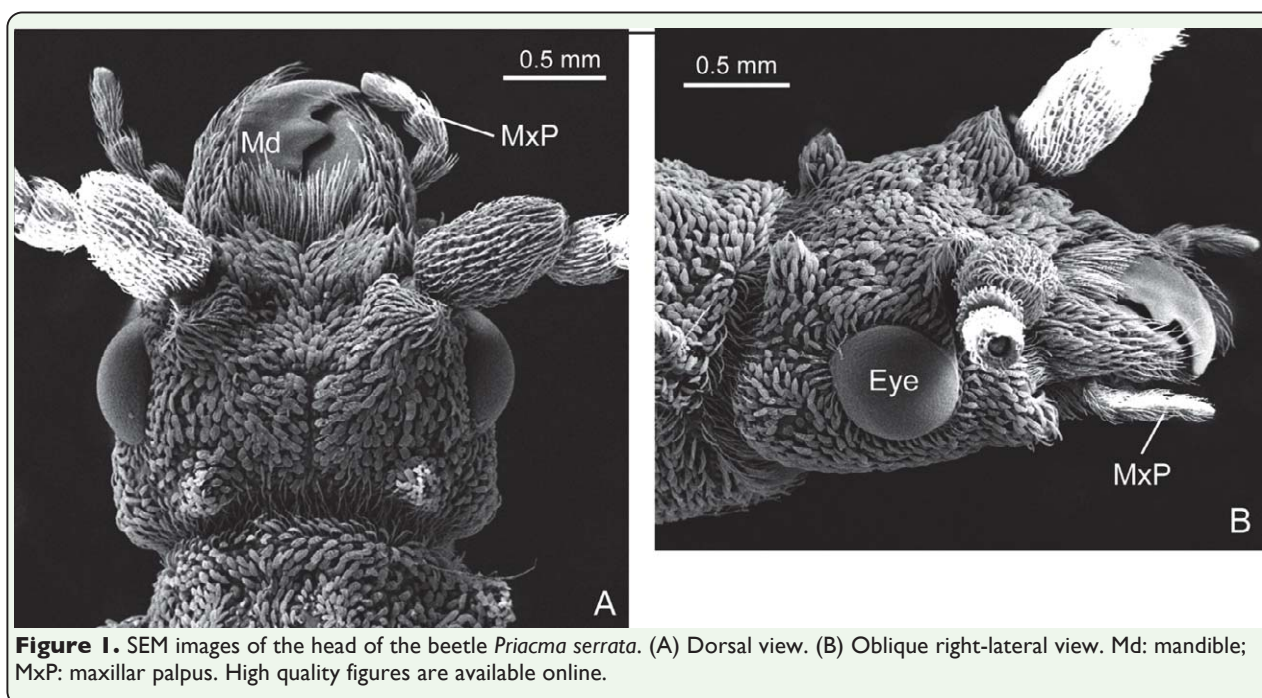 0.5 mm
Md
MxP
A
0.5 mm
Eye
MxP
B
Figure 1. SEM images of the head of the beetle Priacma serrata. (A) Dorsal view. (B) Oblique right-lateral view. Md: mandible;
MxP: maxillar palpus. High quality figures are available online.